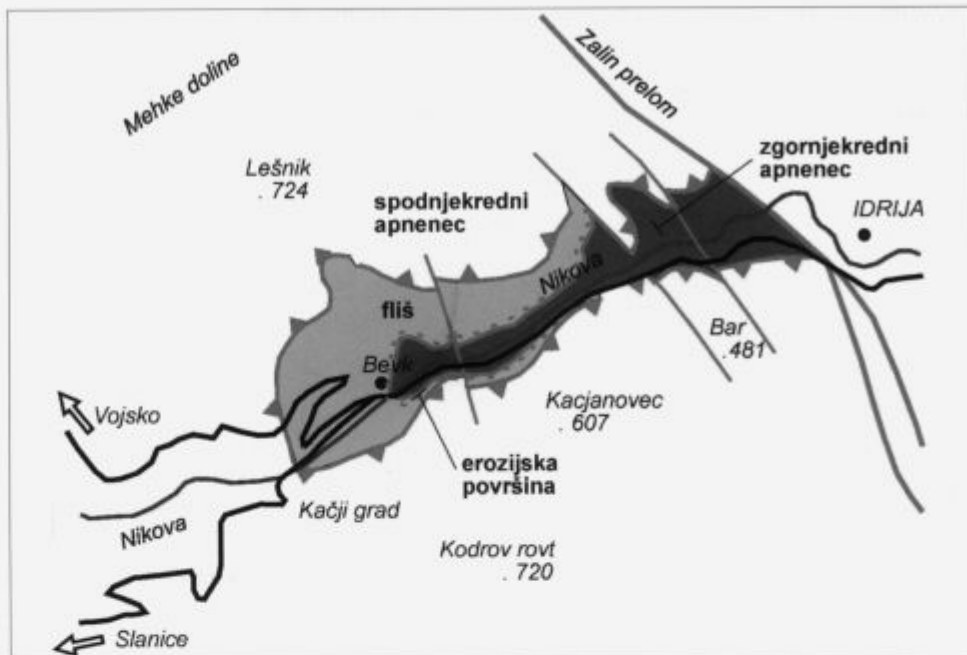 Zalin prelom
Mehke doline
zgornjekredni
apnenec
Lešnik
. 724
spodnjekredni
apnenec
IDRIJA
Nikova
fliš
Bar
.481
Bevk
Kacjanovec
. 607
Vojsko
erozijska
površina
Kačji grad
Nikova
Kodrov rovt
. 720
Slanice